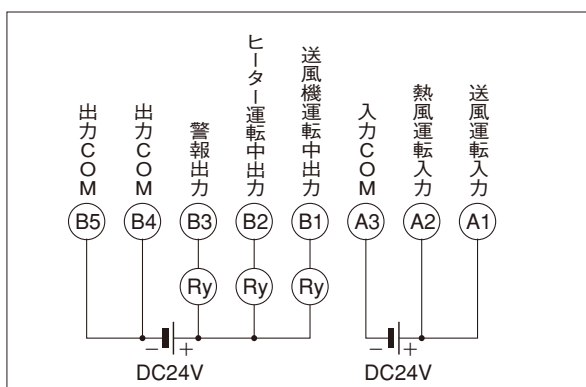 出力COM
出力COM
警報出力
ヒーター運転中出力
送風機運転中出力
入力COM
熱風運転入力
送風運転入力
B5
B4
B3
B2
B1
A3
A2
A1
Ry
Ry
Ry
− +
− +
DC24V
DC24V